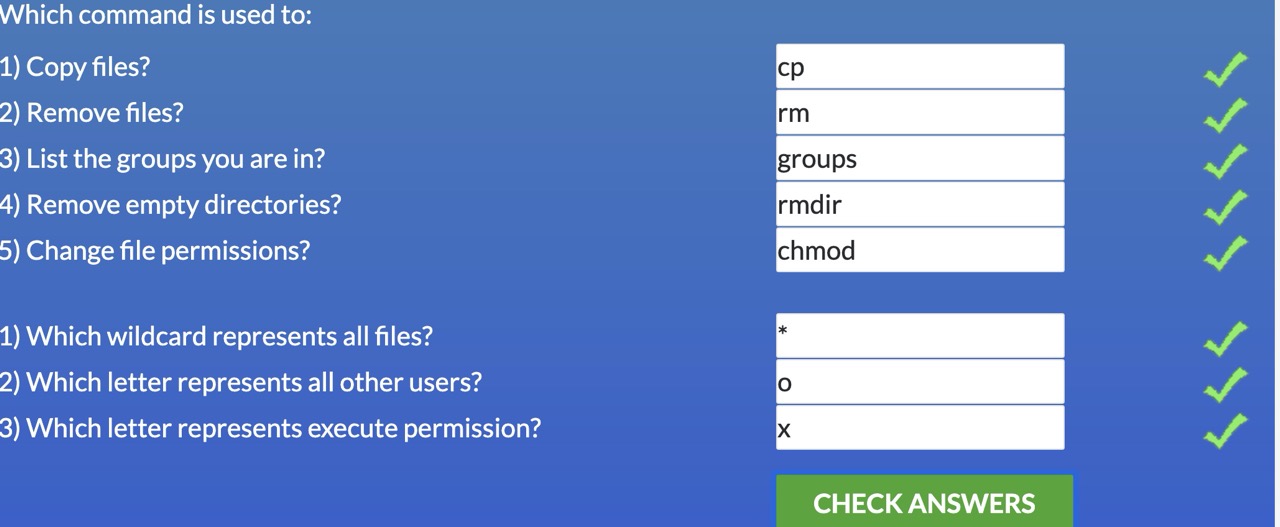 Which command is used to:
1) Copy files? cp
2) Remove files? rm
3) List the groups you are in? groups
4) Remove empty directories? rmdir
5) Change file permissions? chmod
1) Which wildcard represents all files? *
2) Which letter represents all other users? o
3) Which letter represents execute permission? x
CHECK ANSWERS